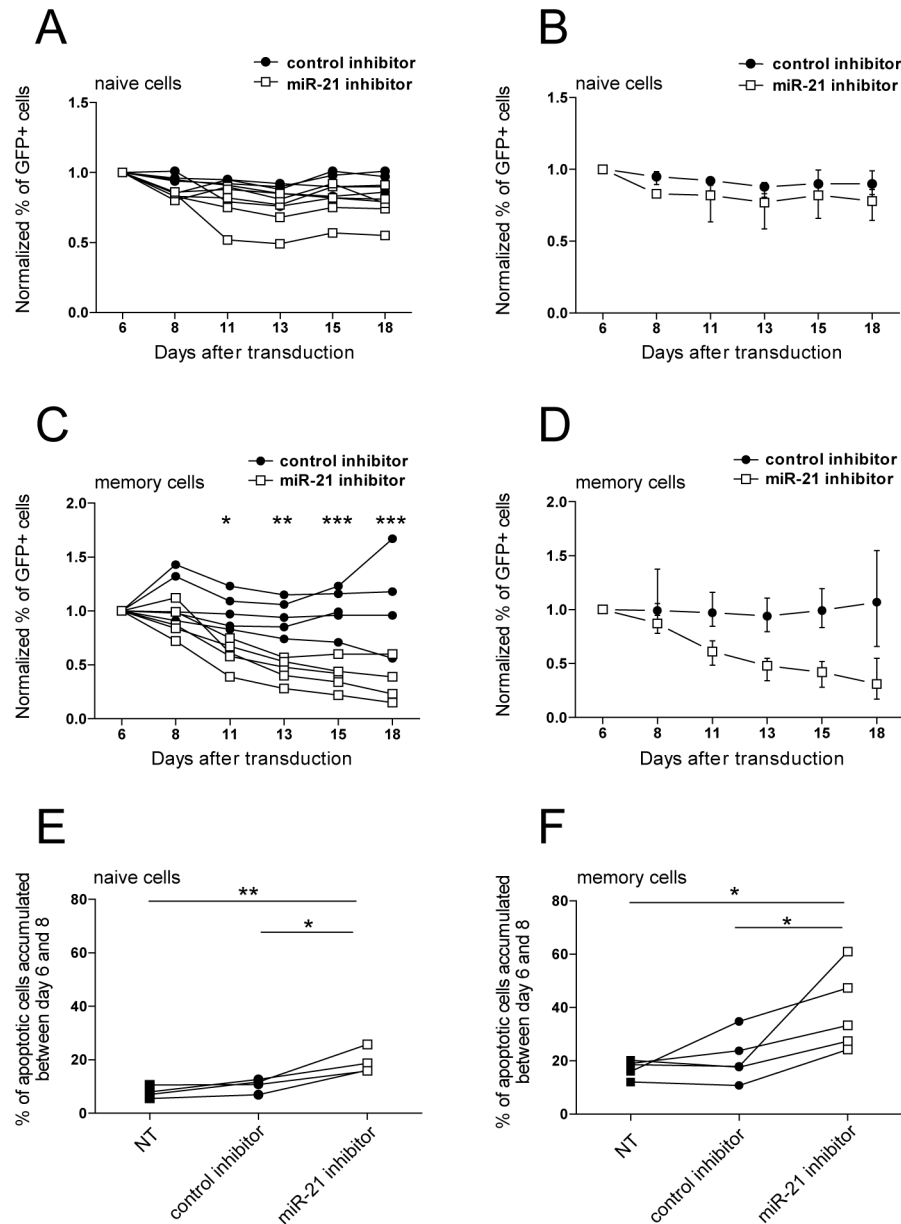 A
control inhibitor
miR-21 inhibitor
naive cells
Normalized % of GFP+ cells
1.5
1.0
0.5
0.0
6 8 11 13 15 18
Days after transduction
B
control inhibitor
miR-21 inhibitor
naive cells
Normalized % of GFP+ cells
1.5
1.0
0.5
0.0
6 8 11 13 15 18
Days after transduction
C
control inhibitor
miR-21 inhibitor
memory cells
Normalized % of GFP+ cells
2.0
1.5
1.0
0.5
0.0
* ** *** ***
6 8 11 13 15 18
Days after transduction
D
control inhibitor
miR-21 inhibitor
memory cells
Normalized % of GFP+ cells
2.0
1.5
1.0
0.5
0.0
6 8 11 13 15 18
Days after transduction
E
naive cells
% of apoptotic cells accumulated
between day 6 and 8
80
60
40
20
0
**
*
NT
control inhibitor
miR-21 inhibitor
F
memory cells
% of apoptotic cells accumulated
between day 6 and 8
80
60
40
20
0
*
*
NT
control inhibitor
miR-21 inhibitor